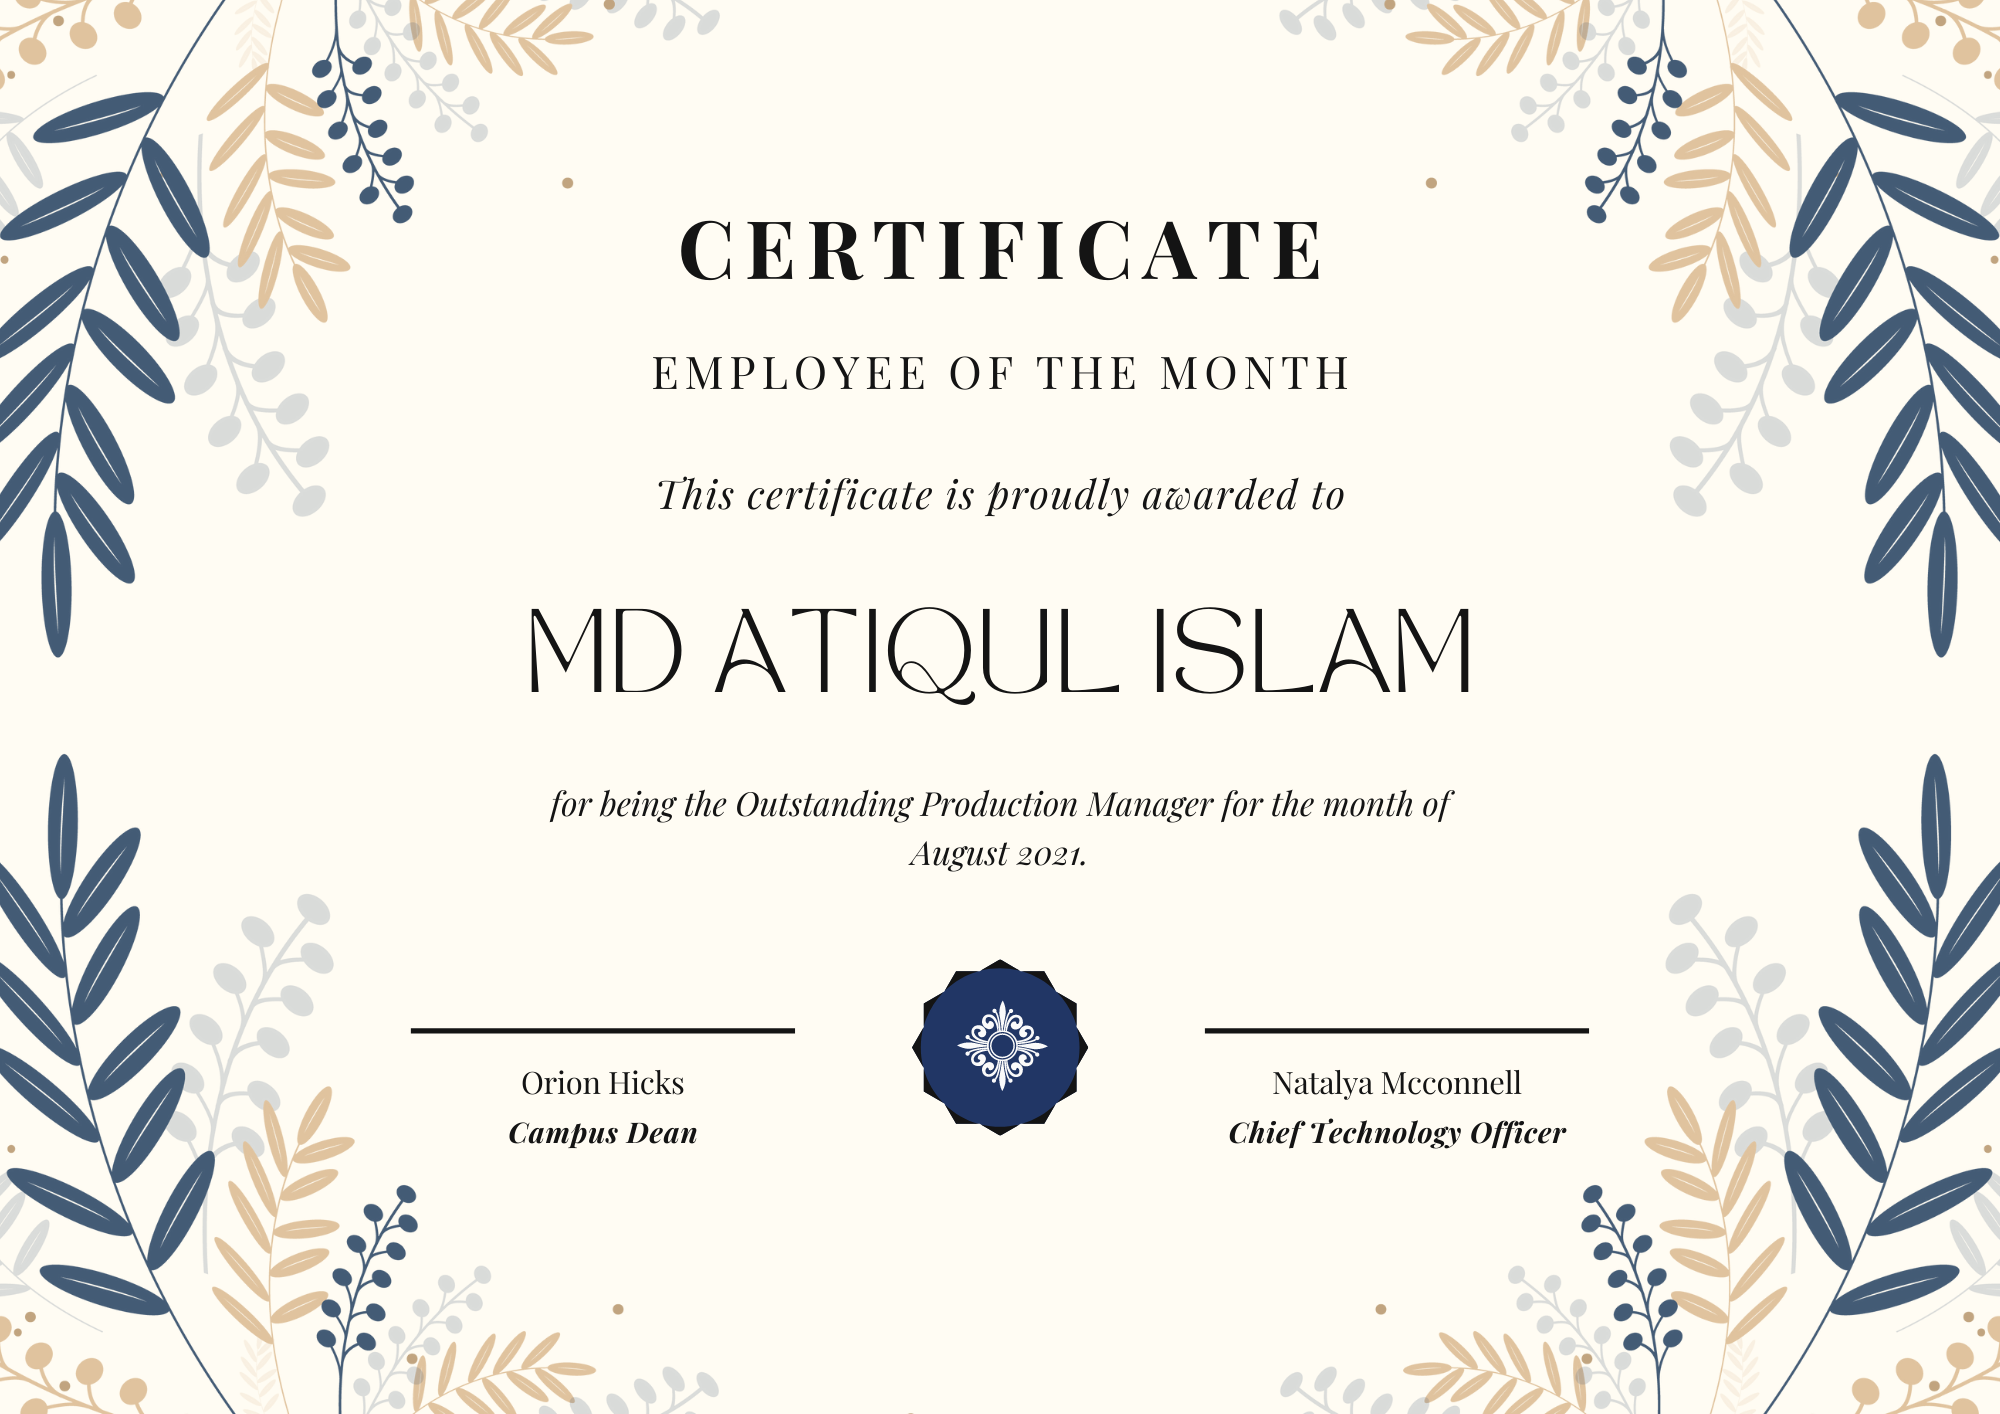 CERTIFICATE
EMPLOYEE OF THE MONTH
This certificate is proudly awarded to
MD ATIQUL ISLAM
for being the Outstanding Production Manager for the month of
August 2021.
Orion Hicks
Campus Dean
Natalya Mcconnell
Chief Technology Officer